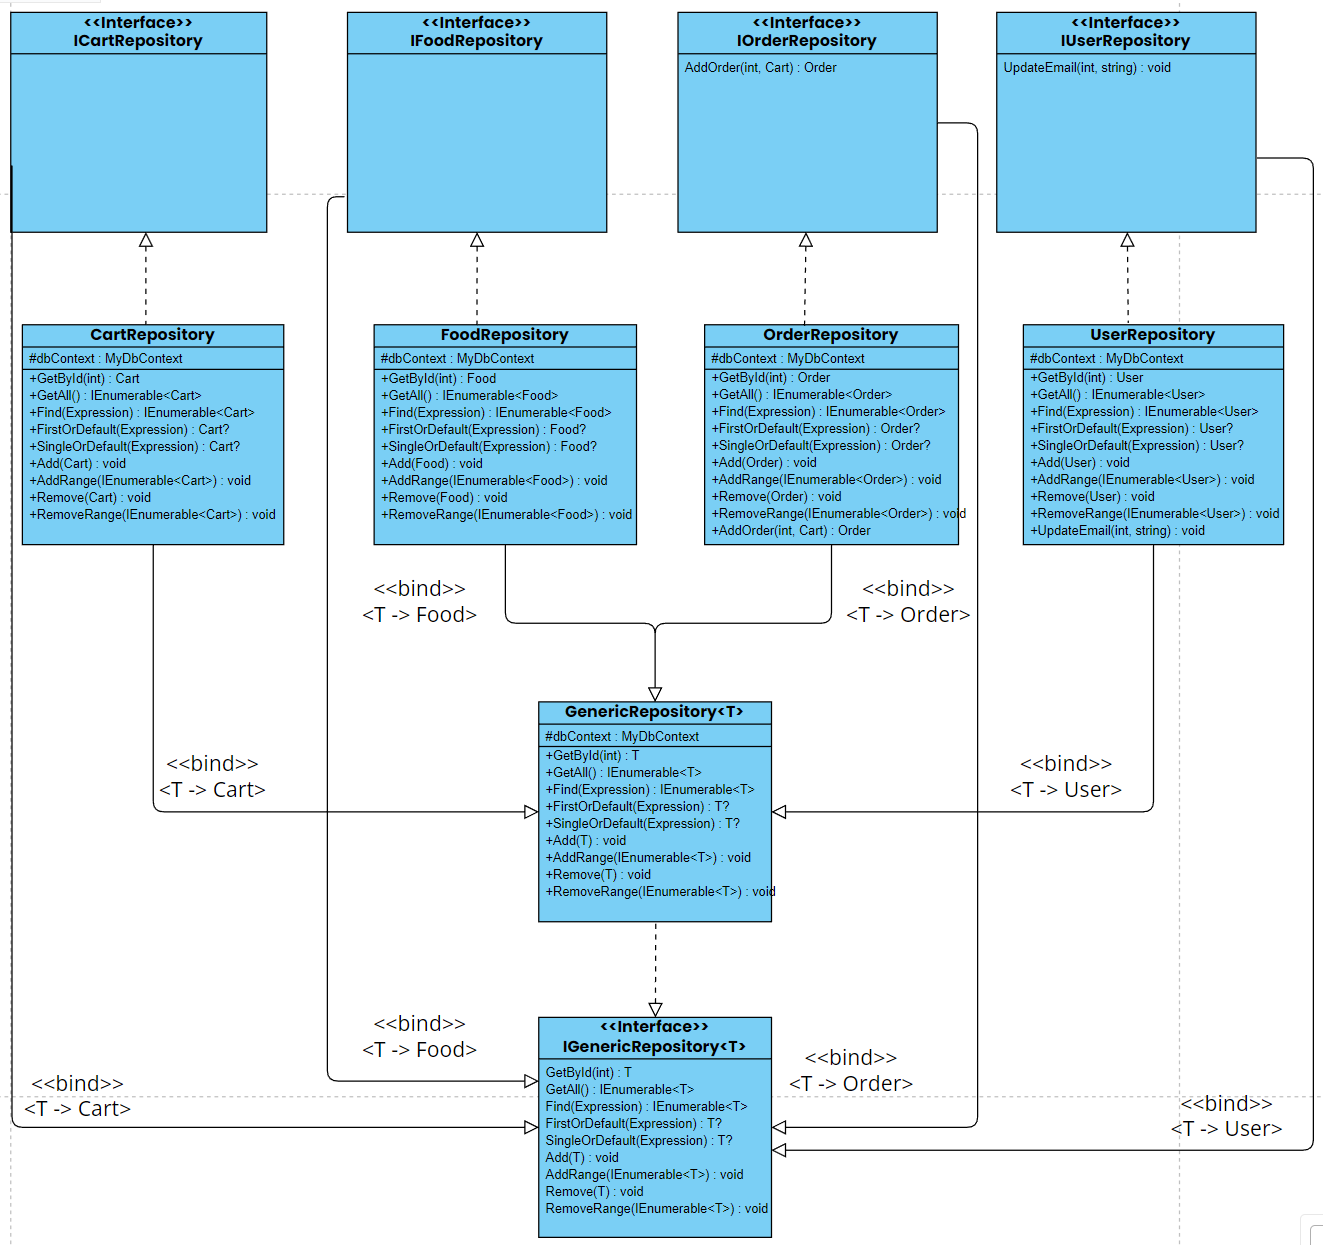 <<Interface>>
ICartRepository
<<Interface>>
IFoodRepository
<<Interface>>
IOrderRepository
AddOrder(int, Cart) : Order
<<Interface>>
IUserRepository
UpdateEmail(int, string) : void
CartRepository
#dbContext : MyDbContext
+GetById(int) : Cart
+GetAll() : IEnumerable<Cart>
+Find(Expression) : IEnumerable<Cart>
+FirstOrDefault(Expression) : Cart?
+SingleOrDefault(Expression) : Cart?
+Add(Cart) : void
+AddRange(IEnumerable<Cart>) : void
+Remove(Cart) : void
+RemoveRange(IEnumerable<Cart>) : void
FoodRepository
#dbContext : MyDbContext
+GetById(int) : Food
+GetAll() : IEnumerable<Food>
+Find(Expression) : IEnumerable<Food>
+FirstOrDefault(Expression) : Food?
+SingleOrDefault(Expression) : Food?
+Add(Food) : void
+AddRange(IEnumerable<Food>) : void
+Remove(Food) : void
+RemoveRange(IEnumerable<Food>) : void
OrderRepository
#dbContext : MyDbContext
+GetById(int) : Order
+GetAll() : IEnumerable<Order>
+Find(Expression) : IEnumerable<Order>
+FirstOrDefault(Expression) : Order?
+SingleOrDefault(Expression) : Order?
+Add(Order) : void
+AddRange(IEnumerable<Order>) : void
+Remove(Order) : void
+RemoveRange(IEnumerable<Order>) : void
+AddOrder(int, Cart) : Order
UserRepository
#dbContext : MyDbContext
+GetById(int) : User
+GetAll() : IEnumerable<User>
+Find(Expression) : IEnumerable<User>
+FirstOrDefault(Expression) : User?
+SingleOrDefault(Expression) : User?
+Add(User) : void
+AddRange(IEnumerable<User>) : void
+Remove(User) : void
+RemoveRange(IEnumerable<User>) : void
+UpdateEmail(int, string) : void
<<bind>>
<T -> Food>
<<bind>>
<T -> Order>
<<bind>>
<T -> Cart>
GenericRepository<T>
#dbContext : MyDbContext
+GetById(int) : T
+GetAll() : IEnumerable<T>
+Find(Expression) : IEnumerable<T>
+FirstOrDefault(Expression) : T?
+SingleOrDefault(Expression) : T?
+Add(T) : void
+AddRange(IEnumerable<T>) : void
+Remove(T) : void
+RemoveRange(IEnumerable<T>) : void
<<bind>>
<T -> User>
<<bind>>
<T -> Food>
<<bind>>
<T -> Cart>
<<Interface>>
IGenericRepository<T>
GetById(int) : T
GetAll() : IEnumerable<T>
Find(Expression) : IEnumerable<T>
FirstOrDefault(Expression) : T?
SingleOrDefault(Expression) : T?
Add(T) : void
AddRange(IEnumerable<T>) : void
Remove(T) : void
RemoveRange(IEnumerable<T>) : void
<<bind>>
<T -> Order>
<<bind>>
<T -> User>